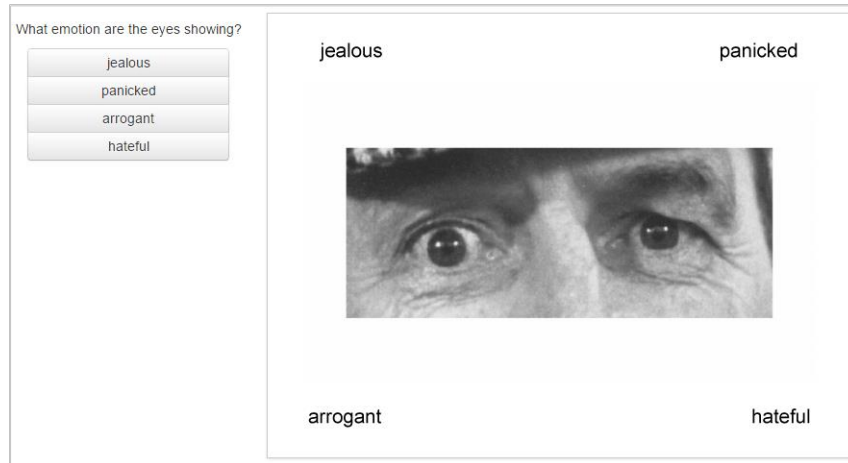 What emotion are the eyes showing?
jealous
panicked
arrogant
hateful
jealous panicked
arrogant hateful